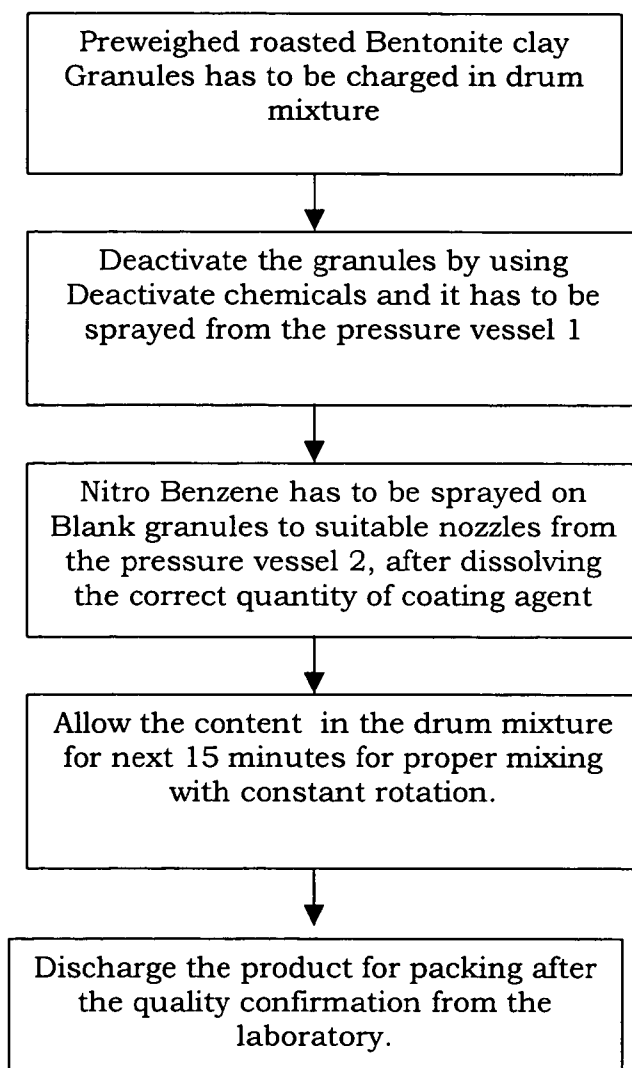 Preweighed roasted Bentonite clay
Granules has to be charged in drum
mixture
Deactivate the granules by using
Deactivate chemicals and it has to be
sprayed from the pressure vessel 1
Nitro Benzene has to be sprayed on
Blank granules to suitable nozzles from
the pressure vessel 2, after dissolving
the correct quantity of coating agent
Allow the content in the drum mixture
for next 15 minutes for proper mixing
with constant rotation.
Discharge the product for packing after
the quality confirmation from the
laboratory.